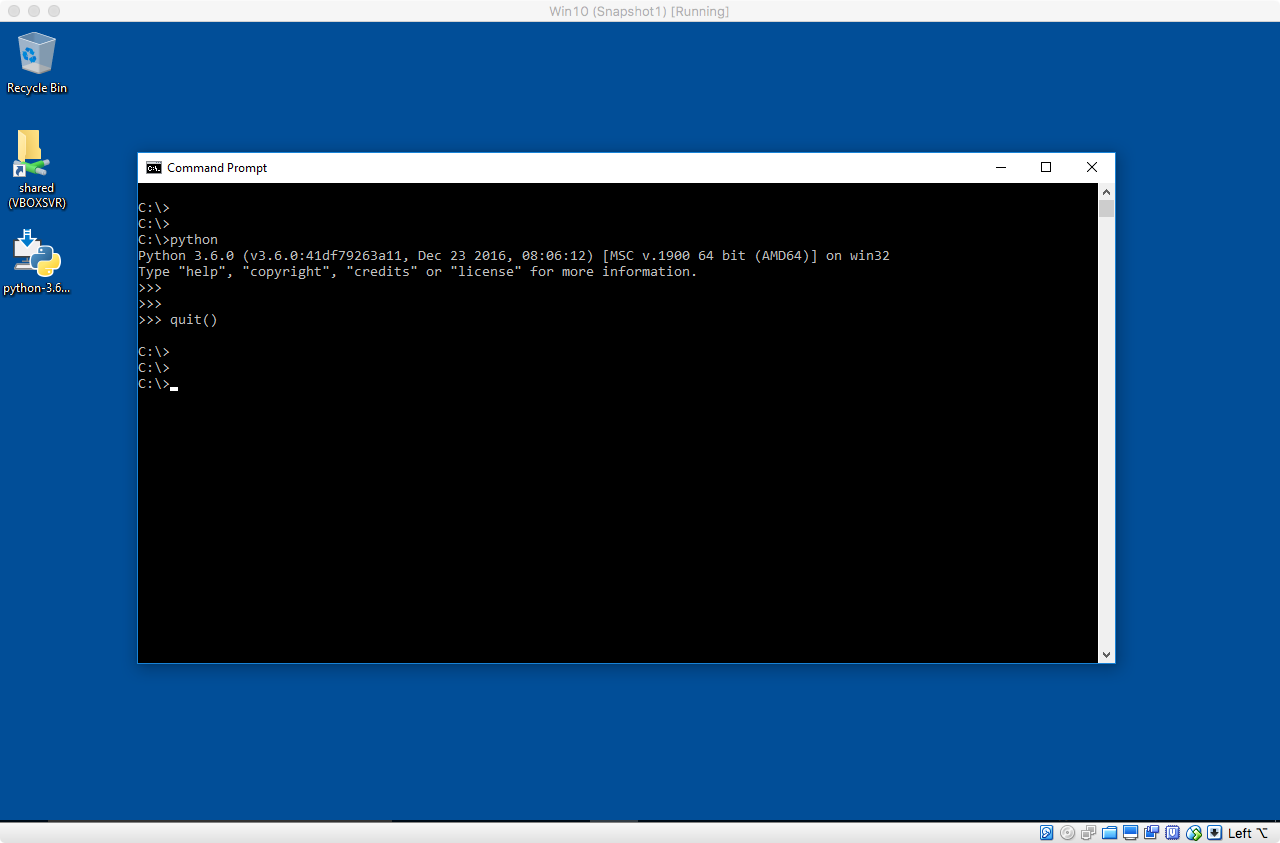 Win10 (Snapshot1) [Running]
Recycle Bin
shared
(VBOXSVR)
python-3.6...
Command Prompt
C:\>
C:\>
C:\>python
Python 3.6.0 (v3.6.0:41df79263a11, Dec 23 2016, 08:06:12) [MSC v.1900 64 bit (AMD64)] on win32
Type "help", "copyright", "credits" or "license" for more information.
>>>
>>>
>>> quit()
C:\>
C:\>
C:\>
Left ⌥